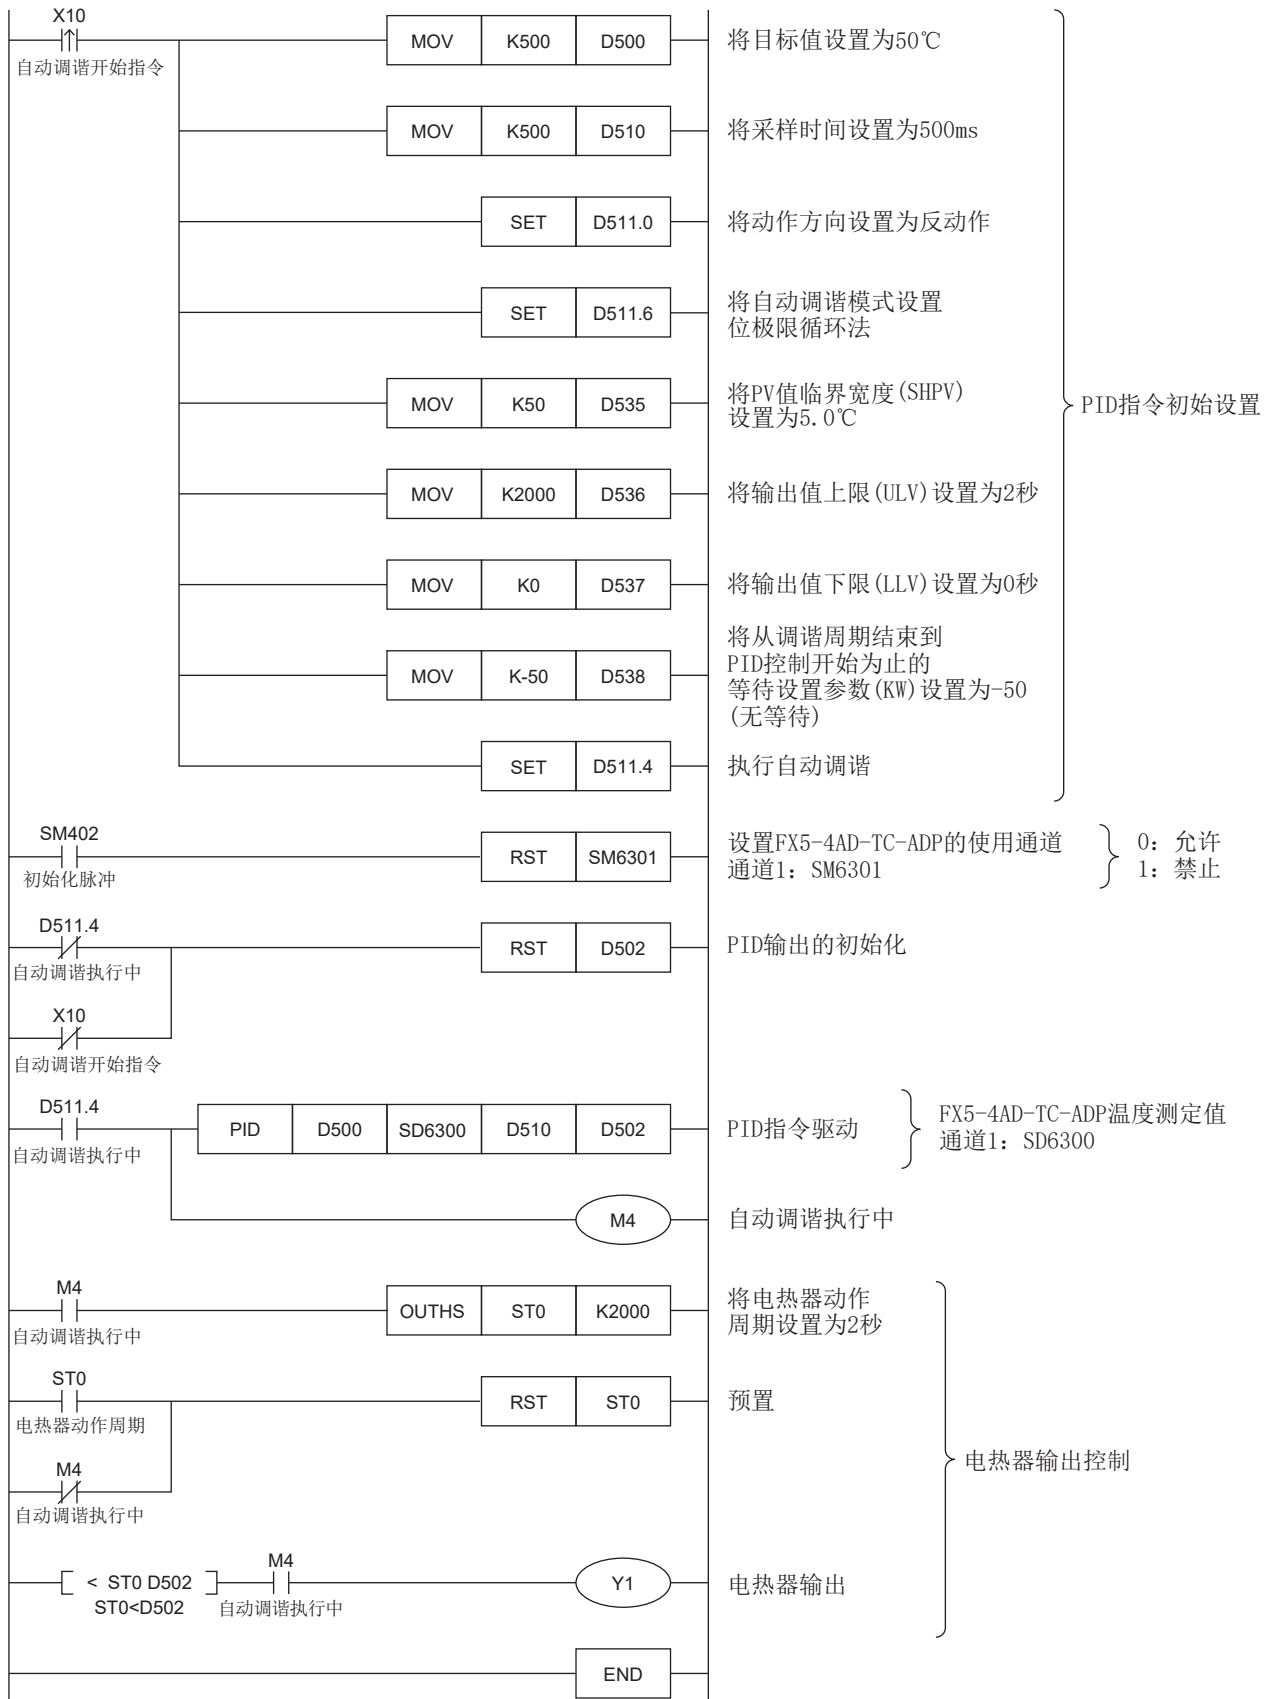 X10
自动调谐开始指令
MOV K500 D500
将目标值设置为50℃
MOV K500 D510
将采样时间设置为500ms
SET D511.0
将动作方向设置为反动作
SET D511.6
将自动调谐模式设置
位极限循环法
MOV K50 D535
将PV值临界宽度(SHPV)
设置为5.0℃
PID指令初始设置
MOV K2000 D536
将输出值上限(ULV)设置为2秒
MOV K0 D537
将输出值下限(LLV)设置为0秒
MOV K-50 D538
将从调谐周期结束到
PID控制开始为止的
等待设置参数(KW)设置为-50
(无等待)
SET D511.4
执行自动调谐
SM402
初始化脉冲
RST SM6301
设置FX5-4AD-TC-ADP的使用通道
通道1：SM6301
0：允许
1：禁止
D511.4
自动调谐执行中
RST D502
PID输出的初始化
X10
自动调谐开始指令
D511.4
自动调谐执行中
PID D500 SD6300 D510 D502
PID指令驱动
FX5-4AD-TC-ADP温度测定值
通道1：SD6300
M4
自动调谐执行中
M4
自动调谐执行中
OUTHS ST0 K2000
将电热器动作
周期设置为2秒
ST0
电热器动作周期
RST ST0
预置
M4
自动调谐执行中
电热器输出控制
< ST0 D502
ST0<D502
M4
自动调谐执行中
Y1
电热器输出
END